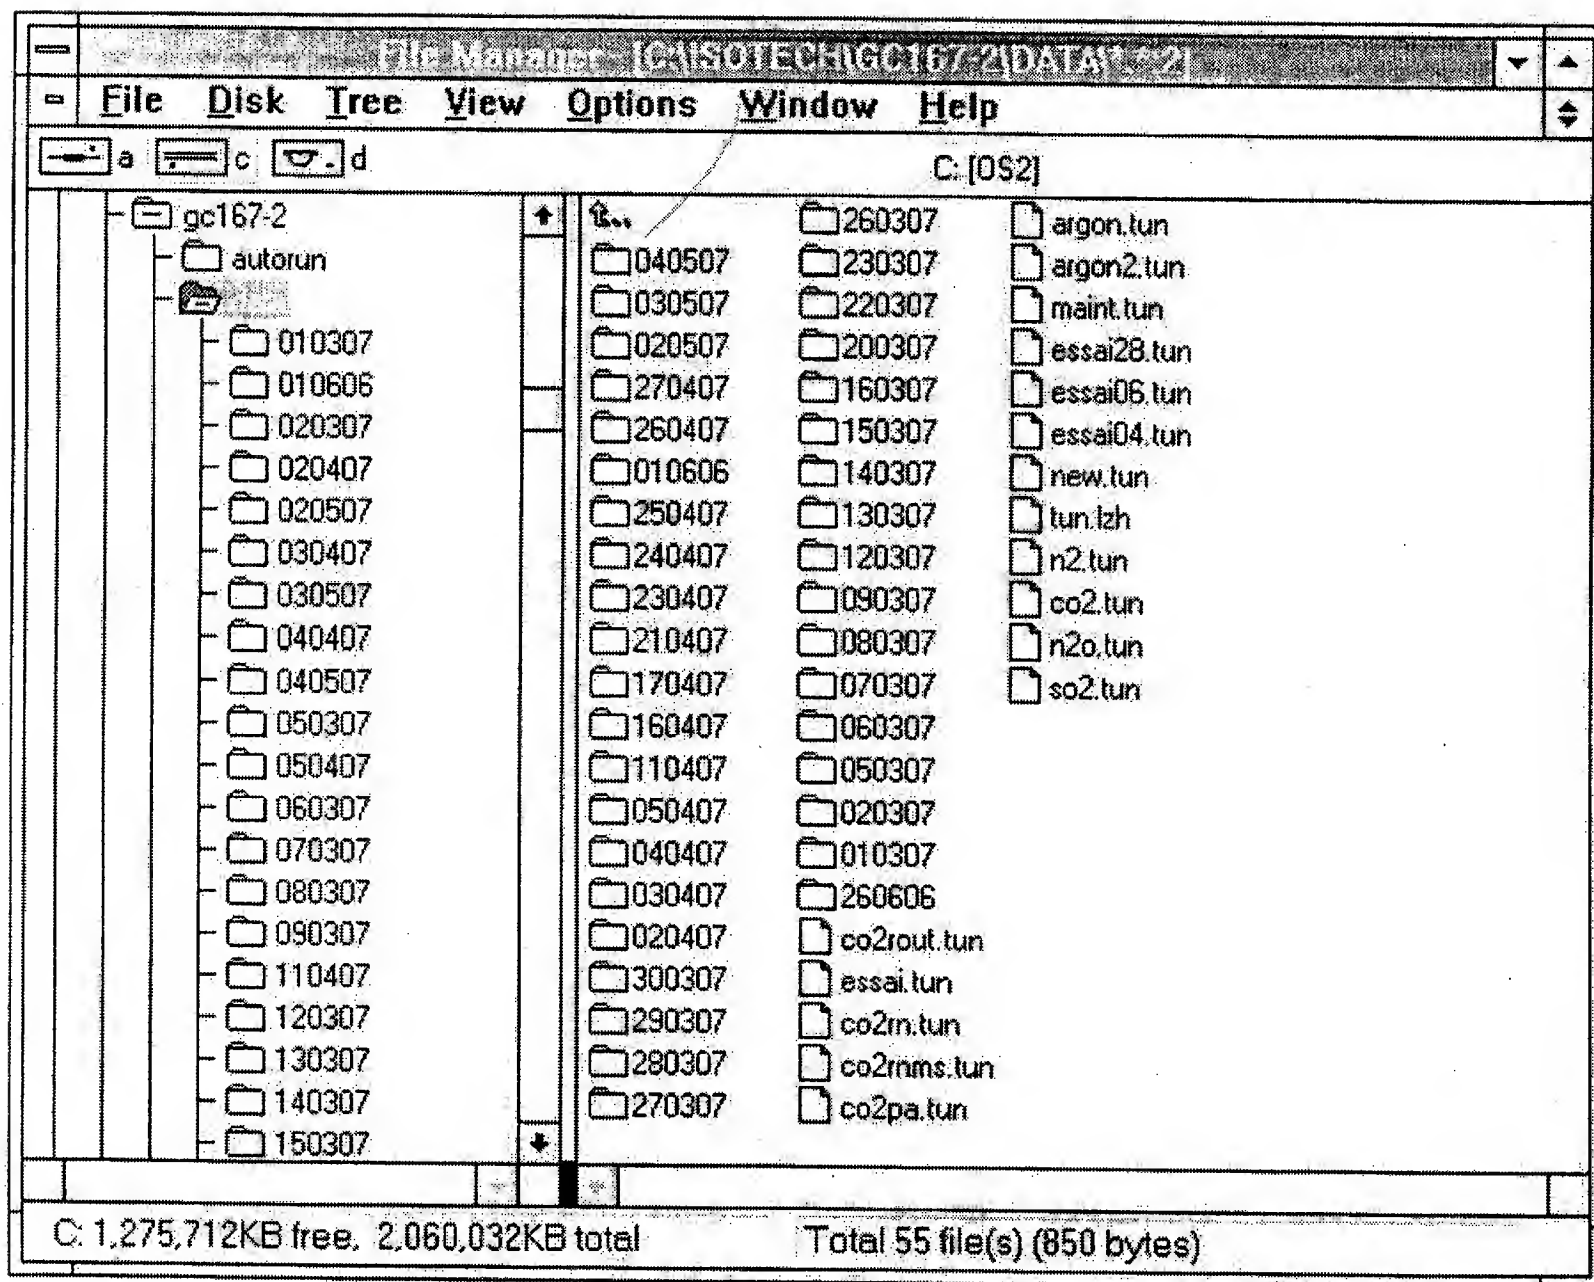 File Manager - [C:\ISOTECH\GC167-2\DATA\*.*:2]
File Disk Tree View Options Window Help
a c d C: [OS2]
gc167-2
autorun
010307
010606
020307
020407
020507
030407
030507
040407
040507
050307
050407
060307
070307
080307
090307
110407
120307
130307
140307
150307
..
040507
030507
020507
270407
260407
010606
250407
240407
230407
210407
170407
160407
110407
050407
040407
030407
020407
300307
290307
280307
270307
260307
230307
220307
200307
160307
150307
140307
130307
120307
090307
080307
070307
060307
050307
020307
010307
260606
co2rout.tun
essai.tun
co2rn.tun
co2rnms.tun
co2pa.tun
argon.tun
argon2.tun
maint.tun
essai28.tun
essai06.tun
essai04.tun
new.tun
tun.lzh
n2.tun
co2.tun
n2o.tun
so2.tun
C: 1,275,712KB free, 2,060,032KB total Total 55 file(s) (850 bytes)